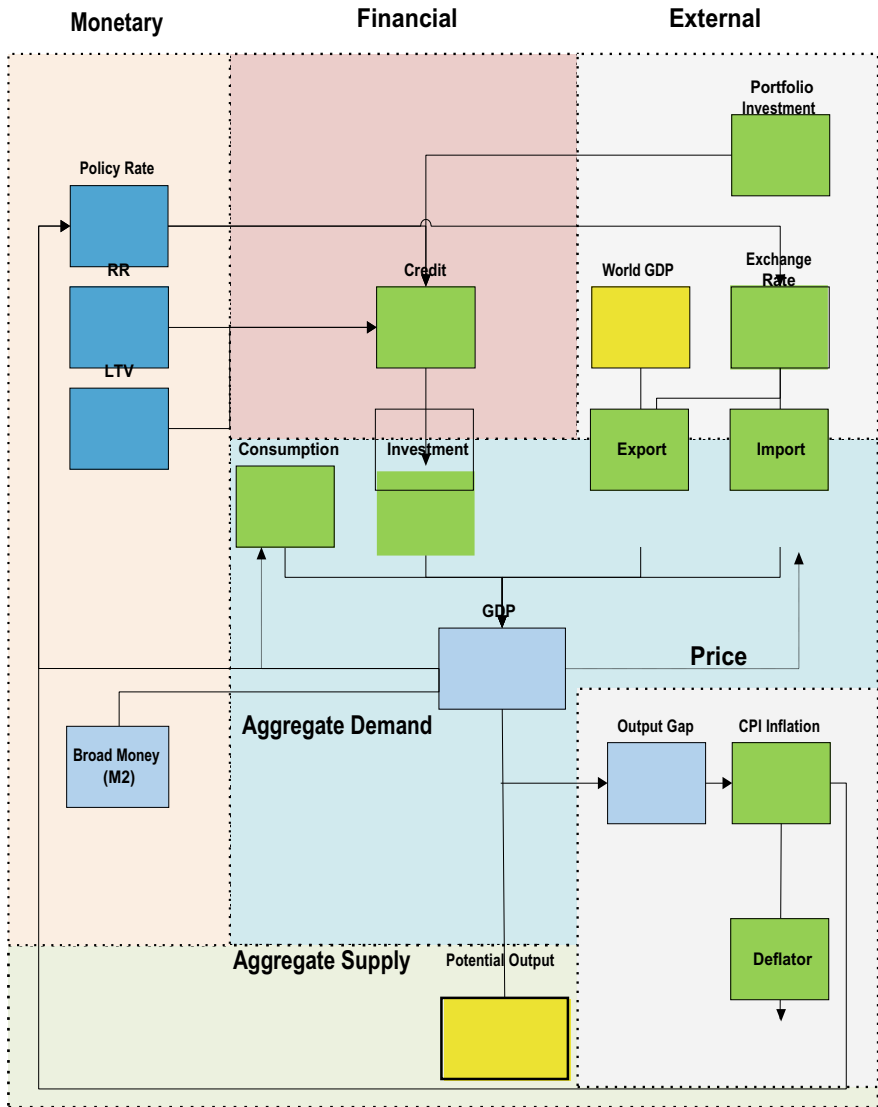 Monetary
Financial
External
Portfolio
Investment
Policy Rate
RR
Credit
World GDP
Exchange
Rate
LTV
Consumption
Investment
Export
Import
GDP
Price
Aggregate Demand
Output Gap
CPI Inflation
Broad Money
(M2)
Aggregate Supply
Potential Output
Deflator